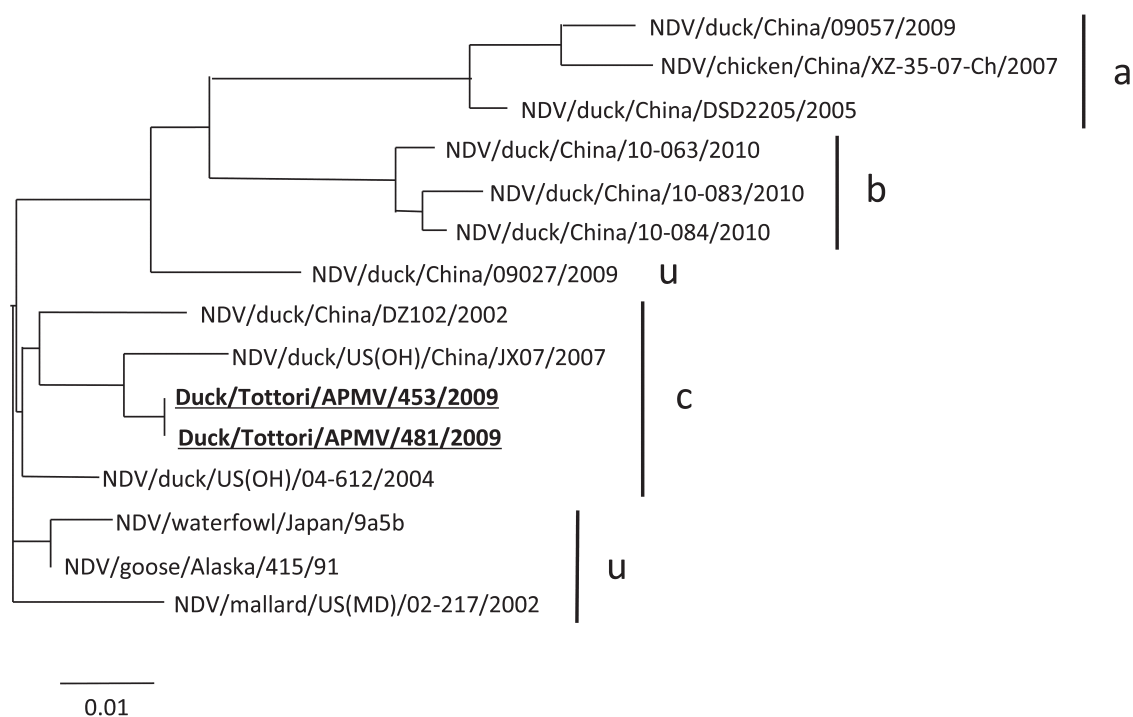 NDV/duck/China/09057/2009
NDV/chicken/China/XZ-35-07-Ch/2007
a
NDV/duck/China/DSD2205/2005
NDV/duck/China/10-063/2010
NDV/duck/China/10-083/2010
b
NDV/duck/China/10-084/2010
NDV/duck/China/09027/2009
u
NDV/duck/China/DZ102/2002
NDV/duck/US(OH)/China/JX07/2007
Duck/Tottori/APMV/453/2009
c
Duck/Tottori/APMV/481/2009
NDV/duck/US(OH)/04-612/2004
NDV/waterfowl/Japan/9a5b
NDV/goose/Alaska/415/91
u
NDV/mallard/US(MD)/02-217/2002
0.01